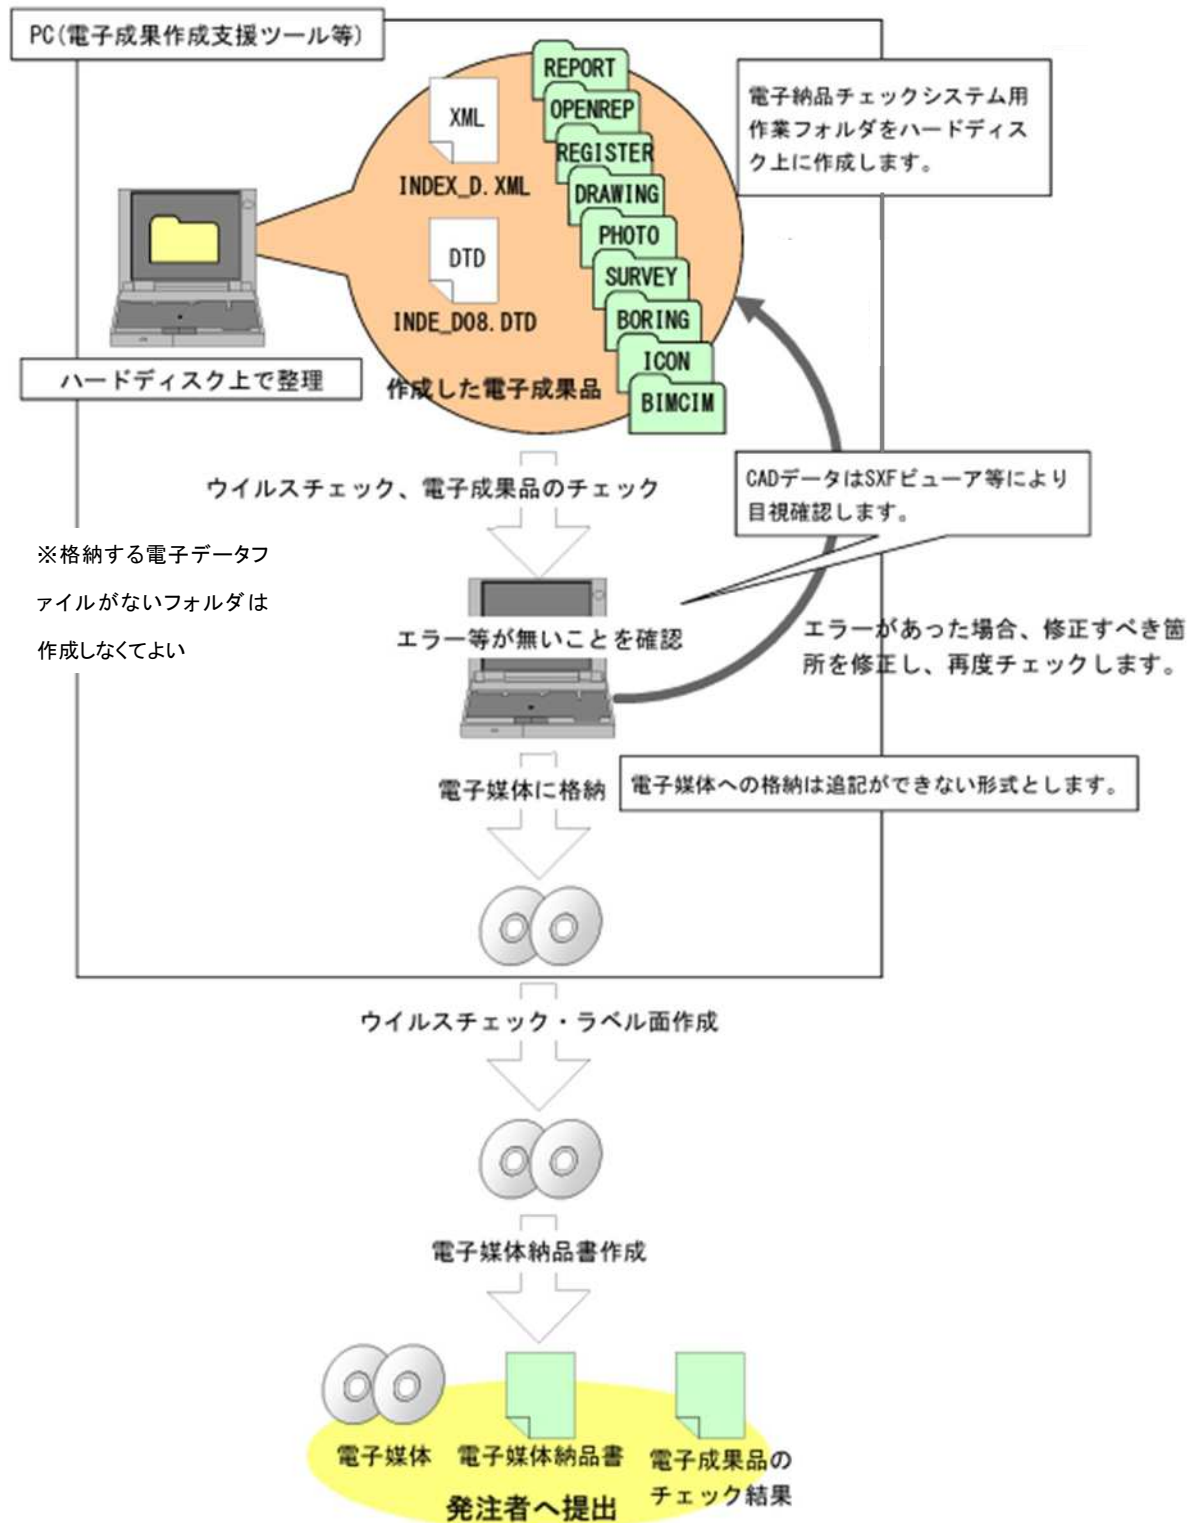 PC(電子成果作成支援ツール等)
REPORT
OPENREP
REGISTER
DRAWING
PHOTO
SURVEY
BORING
ICON
BIMCIM
XML
INDEX_D.XML
DTD
INDE_D08.DTD
作成した電子成果品
電子納品チェックシステム用
作業フォルダをハードディス
ク上に作成します。
ハードディスク上で整理
ウイルスチェック、電子成果品のチェック
CADデータはSXFビューア等により
目視確認します。
※格納する電子データフ
ァイルがないフォルダは
作成しなくてよい
エラー等が無いことを確認
エラーがあった場合、修正すべき箇
所を修正し、再度チェックします。
電子媒体に格納
電子媒体への格納は追記ができない形式とします。
ウイルスチェック・ラベル面作成
電子媒体納品書作成
電子媒体
電子媒体納品書
電子成果品の
チェック結果
発注者へ提出